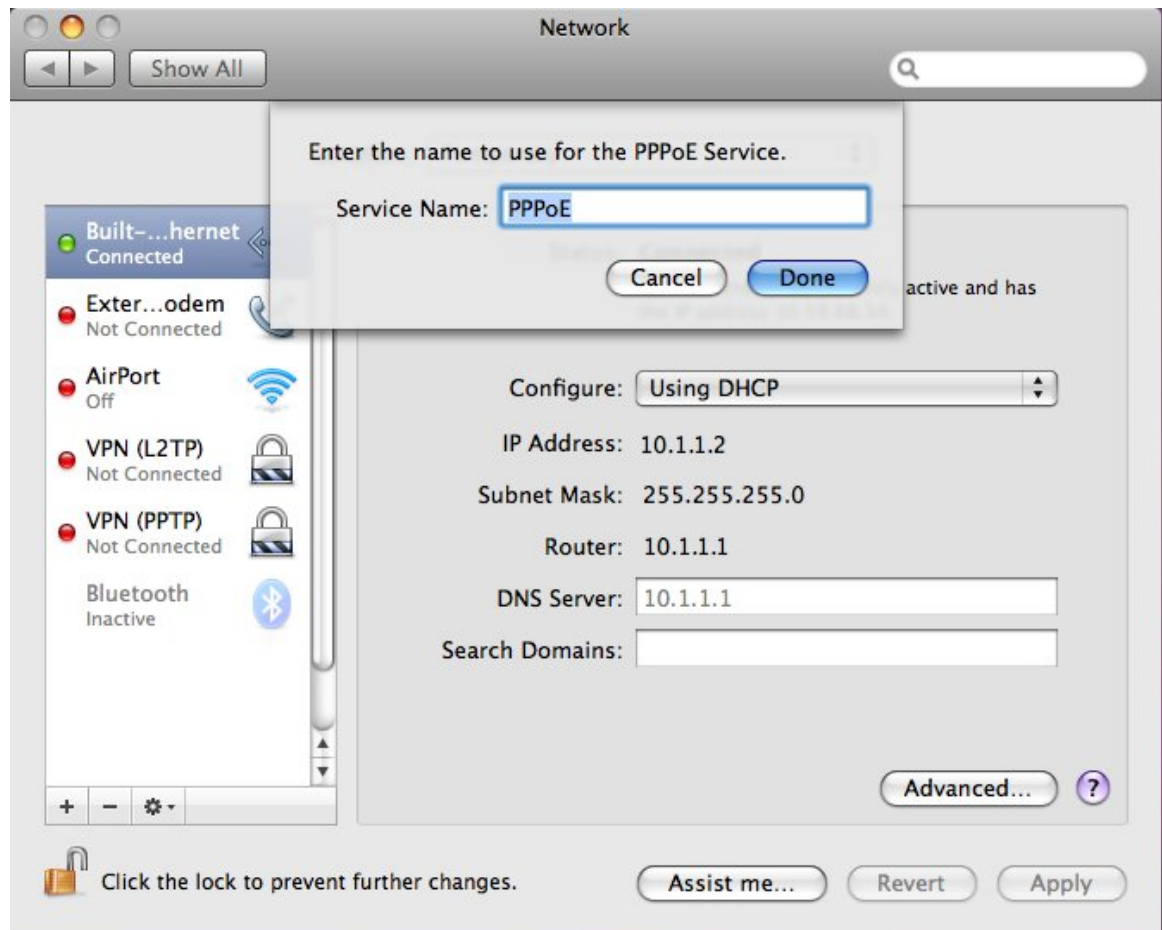 Network
Show All
Enter the name to use for the PPPoE Service.
Service Name: PPPoE
Cancel Done
Built-...hernet
Connected
Exter...odem
Not Connected
AirPort
Off
VPN (L2TP)
Not Connected
VPN (PPTP)
Not Connected
Bluetooth
Inactive
active and has
Configure: Using DHCP
IP Address: 10.1.1.2
Subnet Mask: 255.255.255.0
Router: 10.1.1.1
DNS Server: 10.1.1.1
Search Domains:
Advanced... ?
Click the lock to prevent further changes.
Assist me... Revert Apply